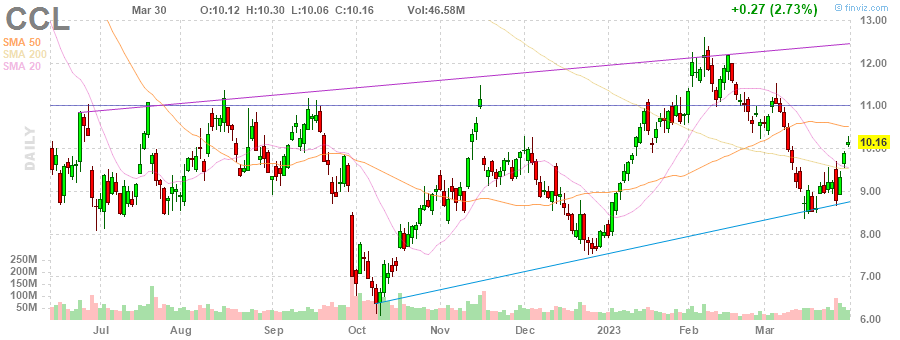 CCL
Mar 30 O:10.12 H:10.30 L:10.06 C:10.16 Vol:46.58M +0.27 (2.73%)
© finviz.com
SMA 50
SMA 200
SMA 20
DAILY
13.00
12.00
11.00
10.16
10.00
9.00
8.00
7.00
6.00
250M
200M
150M
100M
50M
Jul Aug Sep Oct Nov Dec 2023 Feb Mar